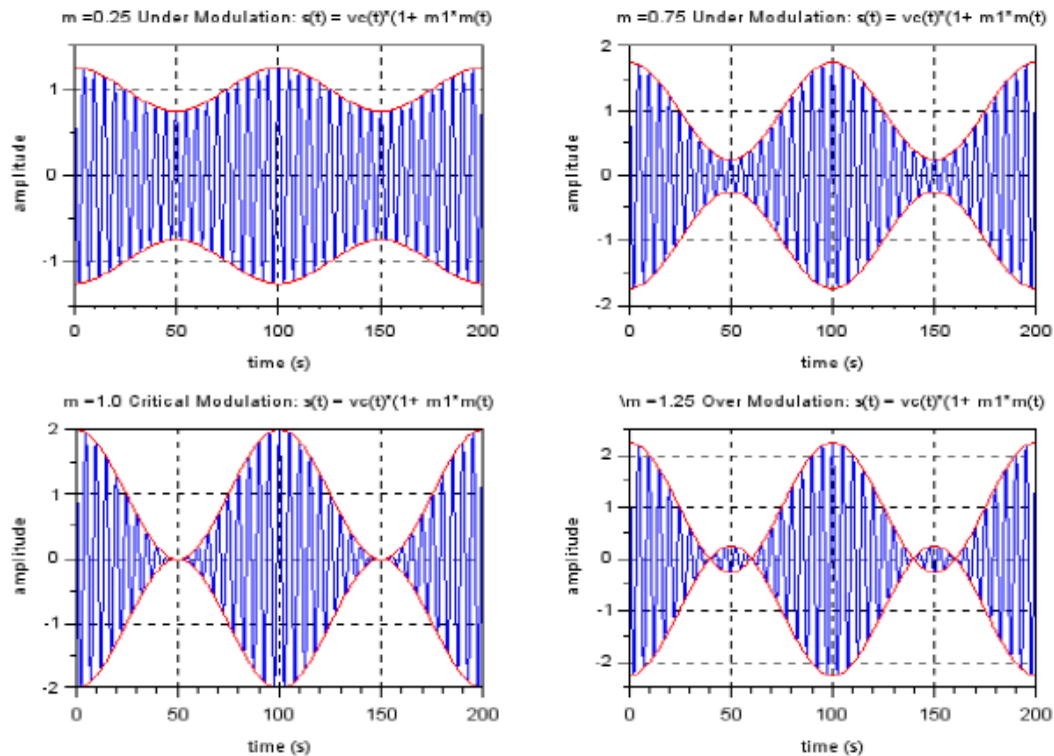 m =0.25 Under Modulation: s(t) = vc(t)*(1+ m1*m(t)
amplitude
1
0
-1
0 50 100 150 200
time (s)
m =0.75 Under Modulation: s(t) = vc(t)*(1+ m1*m(t)
amplitude
2
1
0
-1
-2
0 50 100 150 200
time (s)
m =1.0 Critical Modulation: s(t) = vc(t)*(1+ m1*m(t)
amplitude
2
1
0
-1
-2
0 50 100 150 200
time (s)
\m =1.25 Over Modulation: s(t) = vc(t)*(1+ m1*m(t)
amplitude
2
1
0
-1
-2
0 50 100 150 200
time (s)